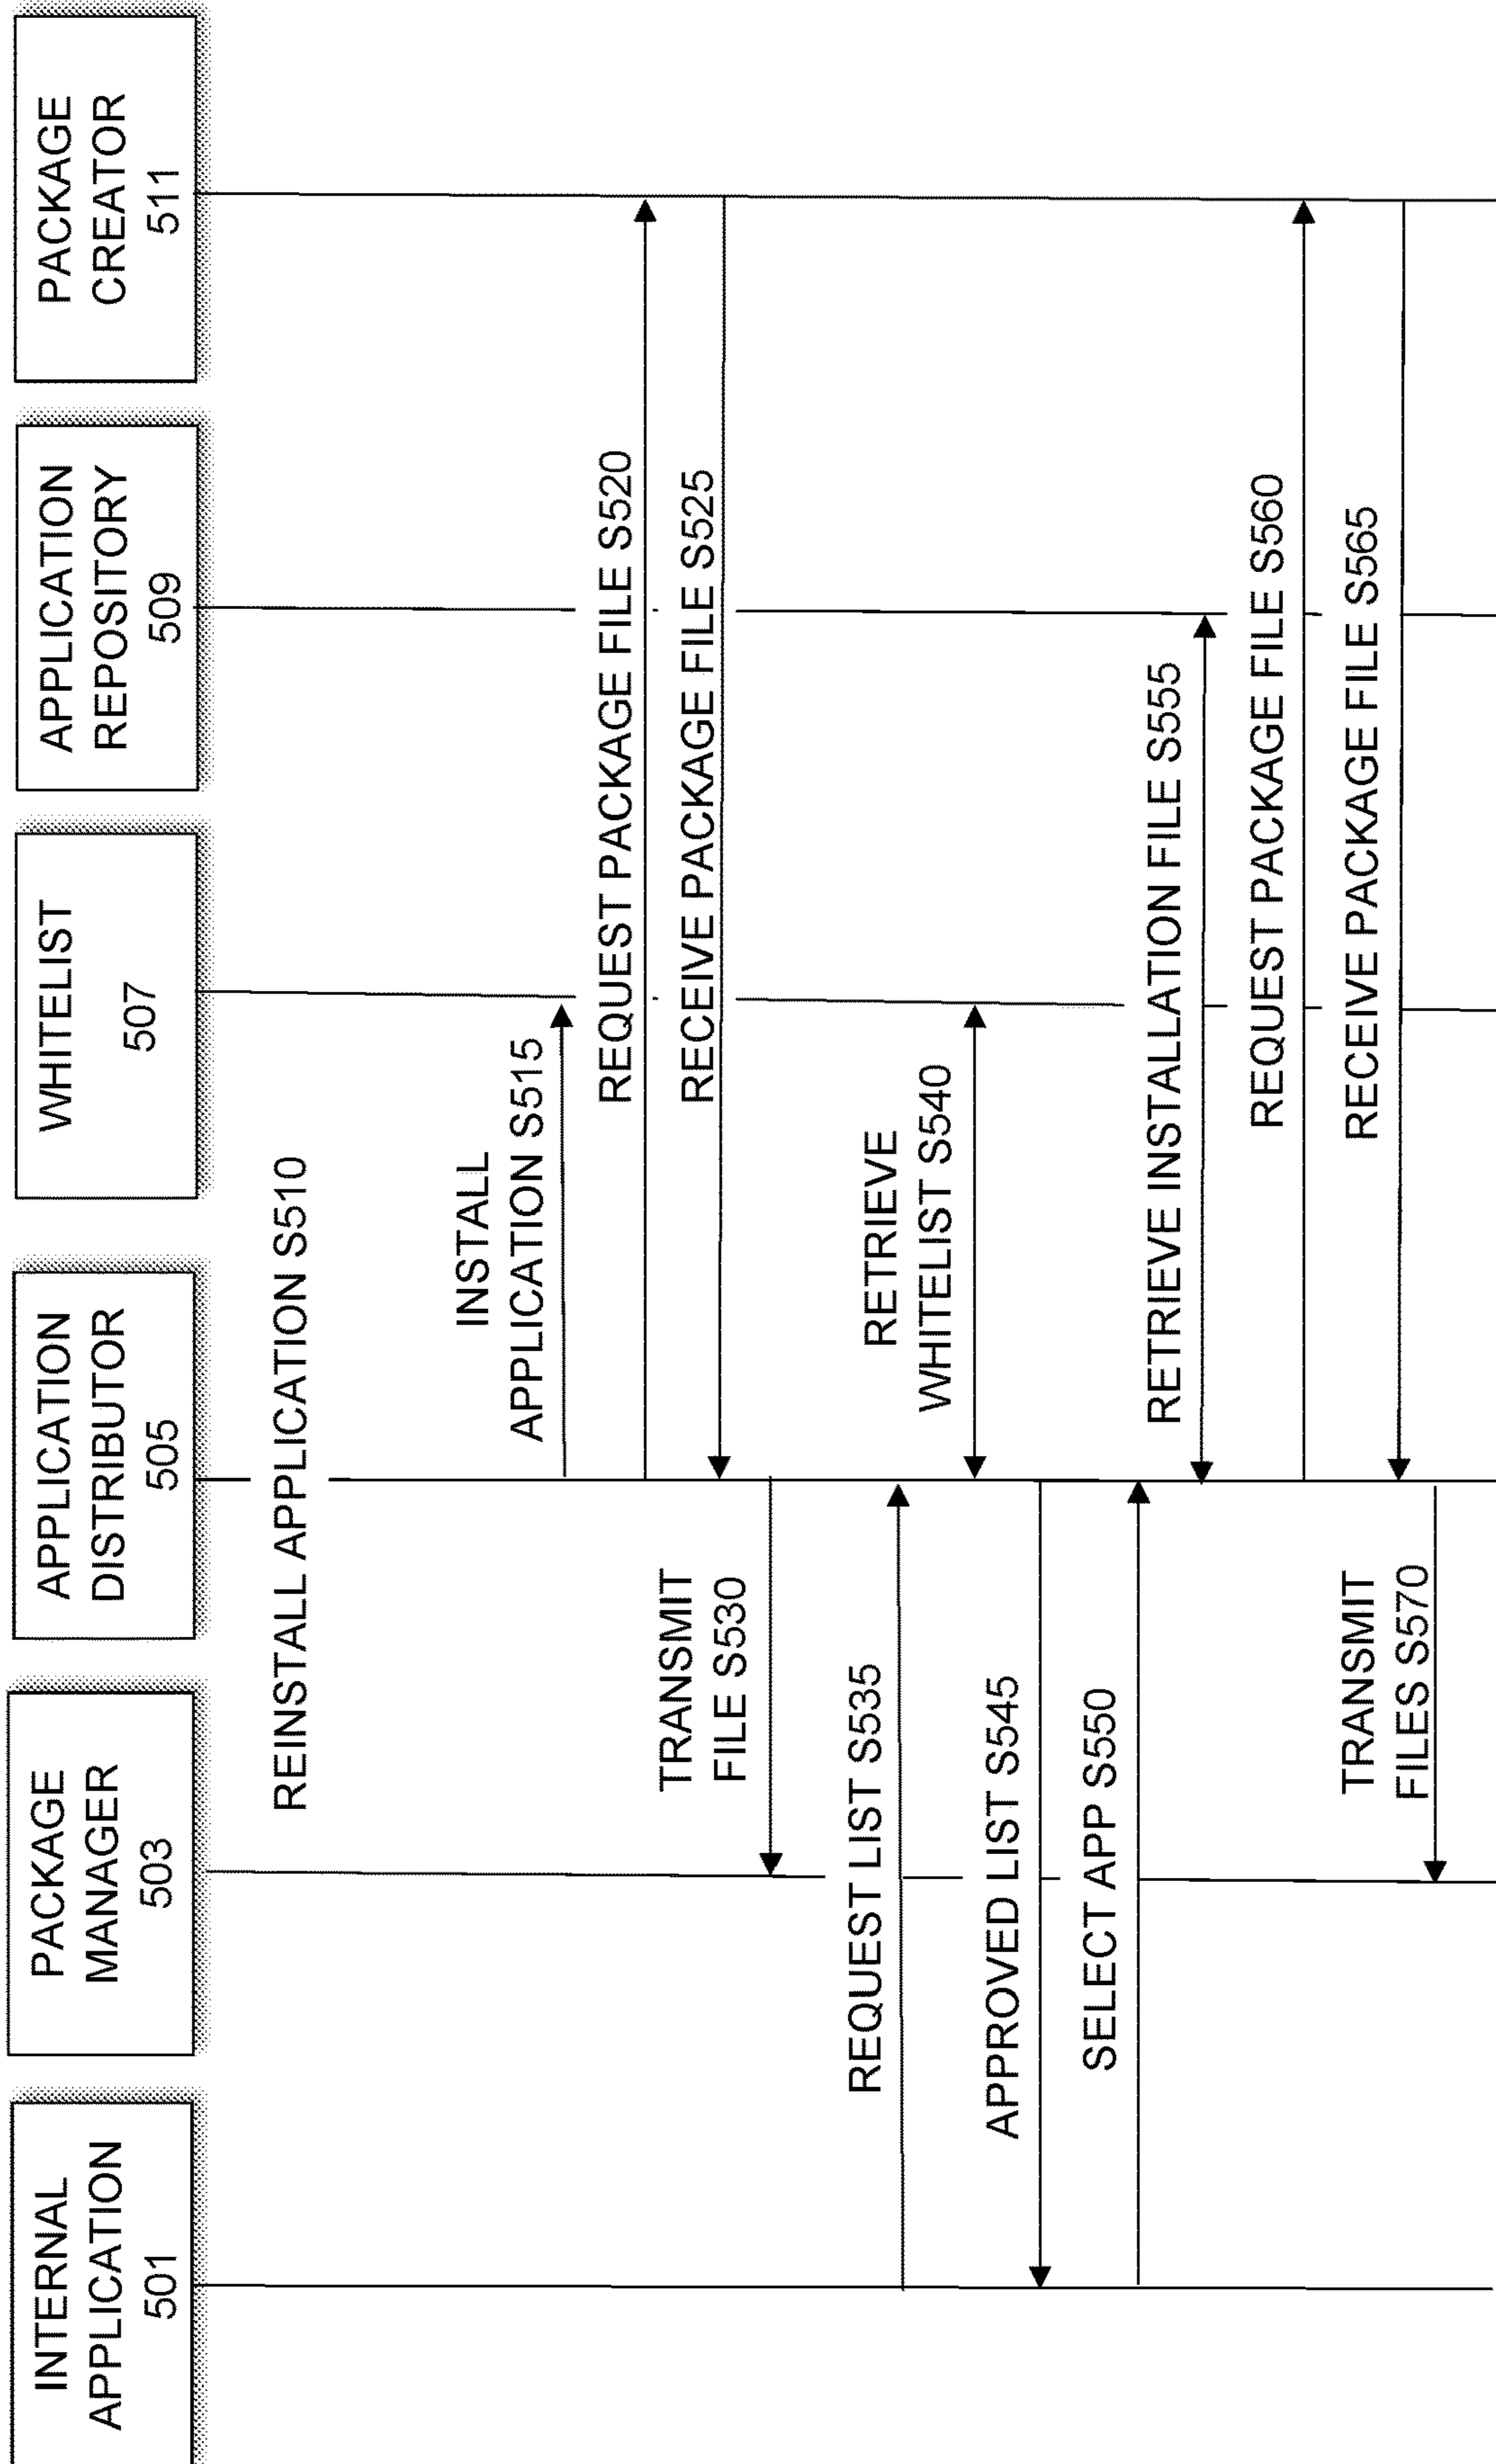 INTERNAL
APPLICATION
501
PACKAGE
MANAGER
503
APPLICATION
DISTRIBUTOR
505
WHITELIST
507
APPLICATION
REPOSITORY
509
PACKAGE
CREATOR
511
REINSTALL APPLICATION S510
INSTALL
APPLICATION S515
REQUEST PACKAGE FILE S520
RECEIVE PACKAGE FILE S525
TRANSMIT
FILE S530
REQUEST LIST S535
RETRIEVE
WHITELIST S540
APPROVED LIST S545
SELECT APP S550
RETRIEVE INSTALLATION FILE S555
REQUEST PACKAGE FILE S560
RECEIVE PACKAGE FILE S565
TRANSMIT
FILES S570